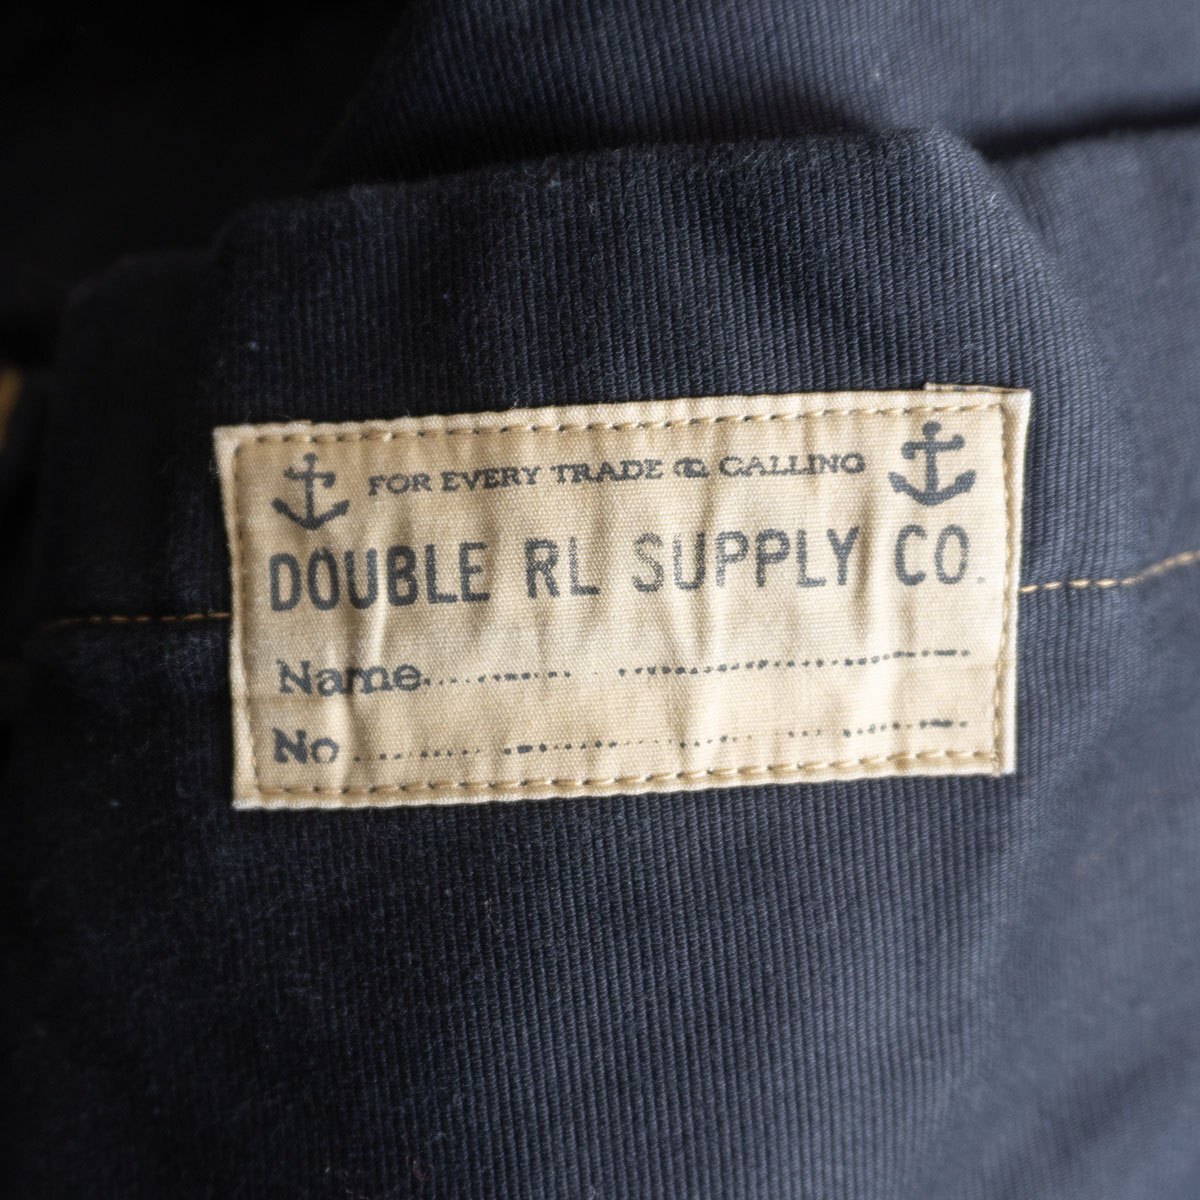 FOR EVERY TRADE & CALLING
DOUBLE RL SUPPLY CO.
Name
No